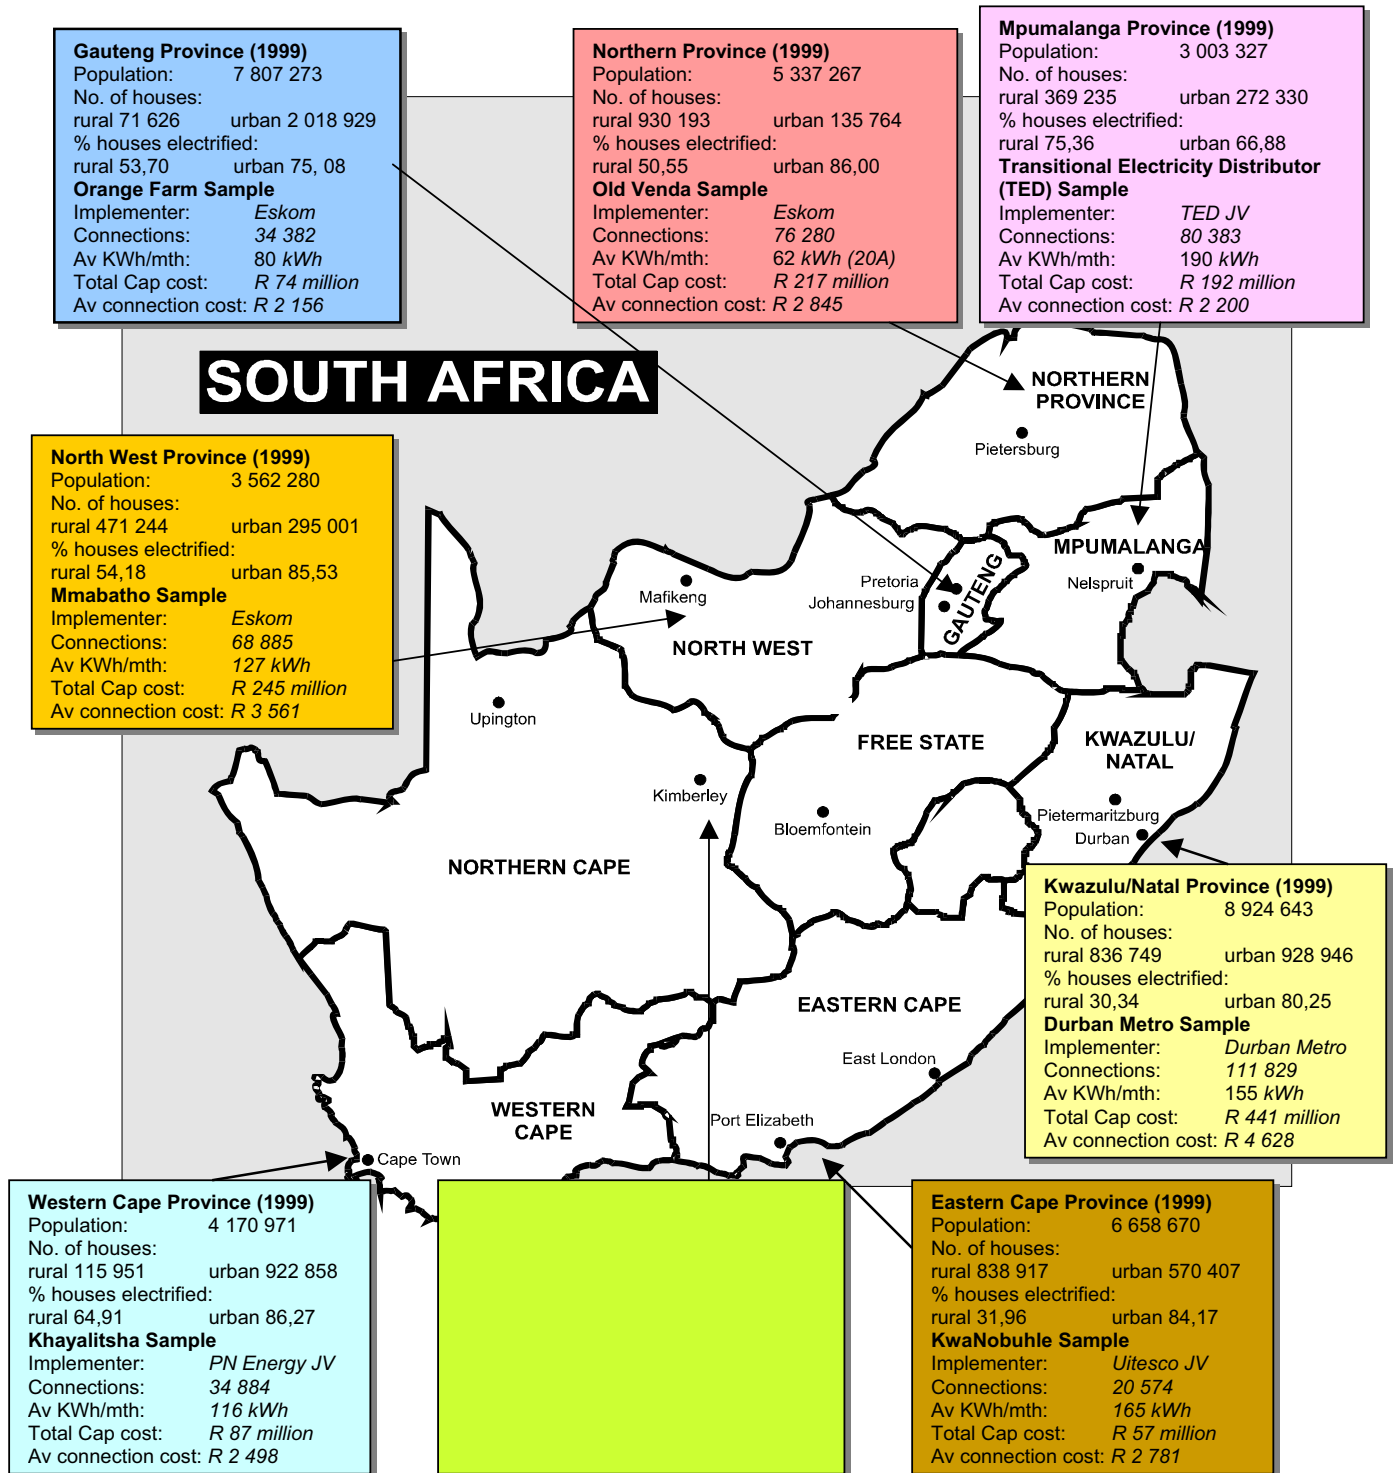 Gauteng Province (1999)
Population: 7 807 273
No. of houses:
rural 71 626 urban 2 018 929
% houses electrified:
rural 53,70 urban 75, 08
Orange Farm Sample
Implementer: Eskom
Connections: 34 382
Av KWh/mth: 80 kWh
Total Cap cost: R 74 million
Av connection cost: R 2 156
Northern Province (1999)
Population: 5 337 267
No. of houses:
rural 930 193 urban 135 764
% houses electrified:
rural 50,55 urban 86,00
Old Venda Sample
Implementer: Eskom
Connections: 76 280
Av KWh/mth: 62 kWh (20A)
Total Cap cost: R 217 million
Av connection cost: R 2 845
Mpumalanga Province (1999)
Population: 3 003 327
No. of houses:
rural 369 235 urban 272 330
% houses electrified:
rural 75,36 urban 66,88
Transitional Electricity Distributor
(TED) Sample
Implementer: TED JV
Connections: 80 383
Av KWh/mth: 190 kWh
Total Cap cost: R 192 million
Av connection cost: R 2 200
SOUTH AFRICA
NORTHERN
PROVINCE
Pietersburg
North West Province (1999)
Population: 3 562 280
No. of houses:
rural 471 244 urban 295 001
% houses electrified:
rural 54,18 urban 85,53
Mmabatho Sample
Implementer: Eskom
Connections: 68 885
Av KWh/mth: 127 kWh
Total Cap cost: R 245 million
Av connection cost: R 3 561
MPUMALANGA
Nelspruit
Pretoria
Johannesburg
GAUTENG
Mafikeng
NORTH WEST
Upington
FREE STATE
KWAZULU/
NATAL
Kimberley
Bloemfontein
Pietermaritzburg
Durban
NORTHERN CAPE
Kwazulu/Natal Province (1999)
Population: 8 924 643
No. of houses:
rural 836 749 urban 928 946
% houses electrified:
rural 30,34 urban 80,25
Durban Metro Sample
Implementer: Durban Metro
Connections: 111 829
Av KWh/mth: 155 kWh
Total Cap cost: R 441 million
Av connection cost: R 4 628
EASTERN CAPE
East London
WESTERN
CAPE
Port Elizabeth
Cape Town
Western Cape Province (1999)
Population: 4 170 971
No. of houses:
rural 115 951 urban 922 858
% houses electrified:
rural 64,91 urban 86,27
Khayalitsha Sample
Implementer: PN Energy JV
Connections: 34 884
Av KWh/mth: 116 kWh
Total Cap cost: R 87 million
Av connection cost: R 2 498
Eastern Cape Province (1999)
Population: 6 658 670
No. of houses:
rural 838 917 urban 570 407
% houses electrified:
rural 31,96 urban 84,17
KwaNobuhle Sample
Implementer: Uitesco JV
Connections: 20 574
Av KWh/mth: 165 kWh
Total Cap cost: R 57 million
Av connection cost: R 2 781